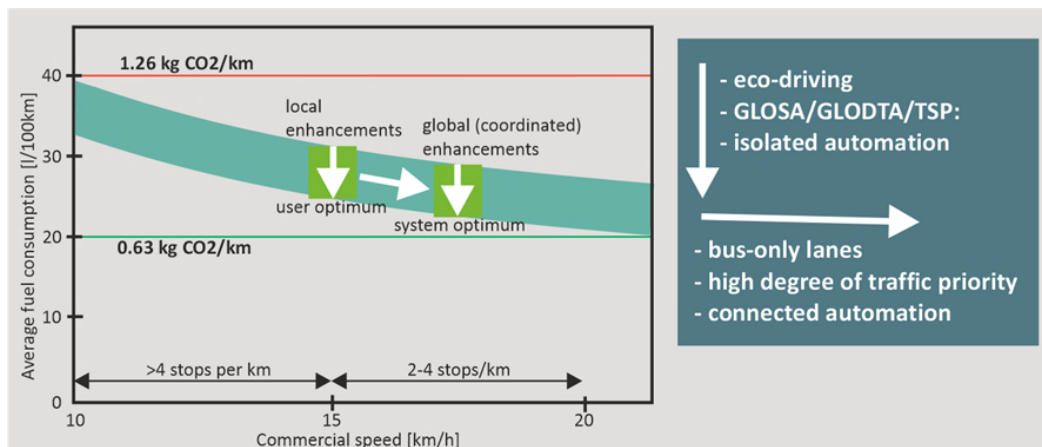 1.26 kg CO2/km
local
enhancements
global (coordinated)
enhancements
user optimum
system optimum
0.63 kg CO2/km
>4 stops per km
2-4 stops/km
40
30
20
10
0
10
15
20
Average fuel consumption [l/100km]
Commercial speed [km/h]
- eco-driving
- GLOSA/GLODTA/TSP:
- isolated automation
- bus-only lanes
- high degree of traffic priority
- connected automation